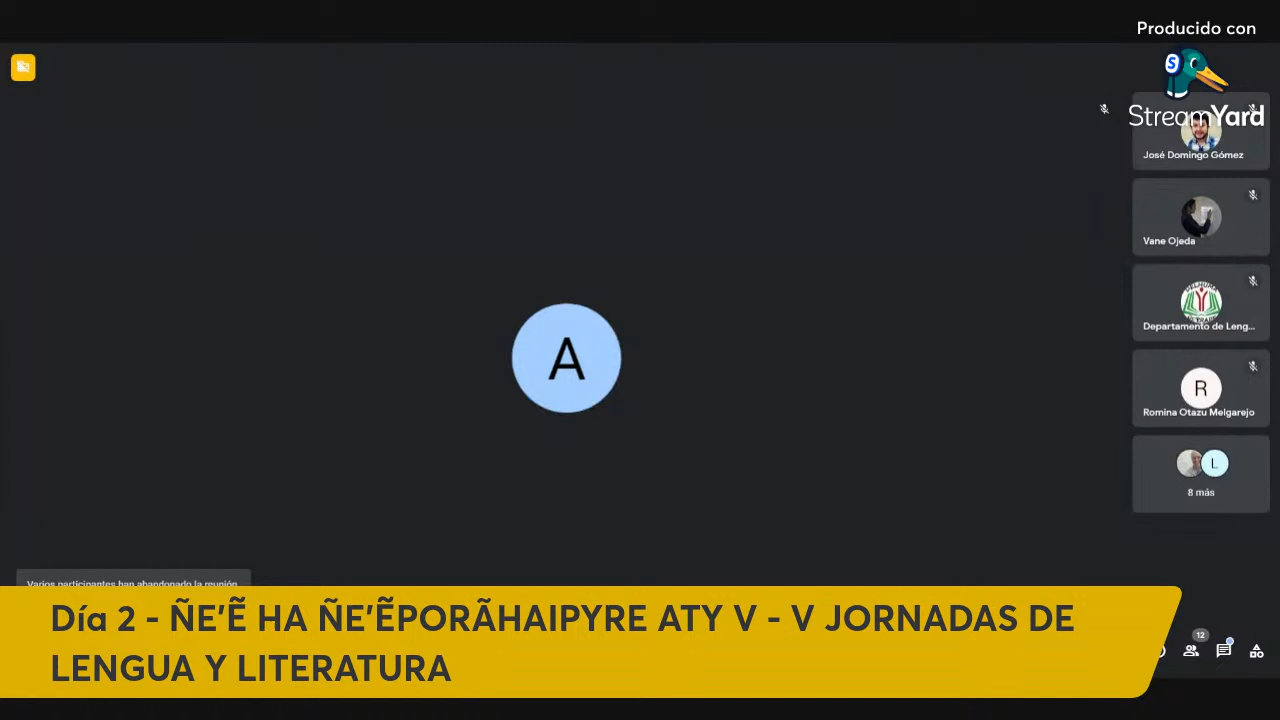 Producido con
StreamYard
José Domingo Gómez
Vane Ojeda
Departamento de Leng...
R
Romina Otazu Melgarejo
L
8 más
A
Varios participantes han abandonado la reunión
Día 2 - ÑE'Ẽ HA ÑE'ẼPORÃHAIPYRE ATY V - V JORNADAS DE
LENGUA Y LITERATURA
12